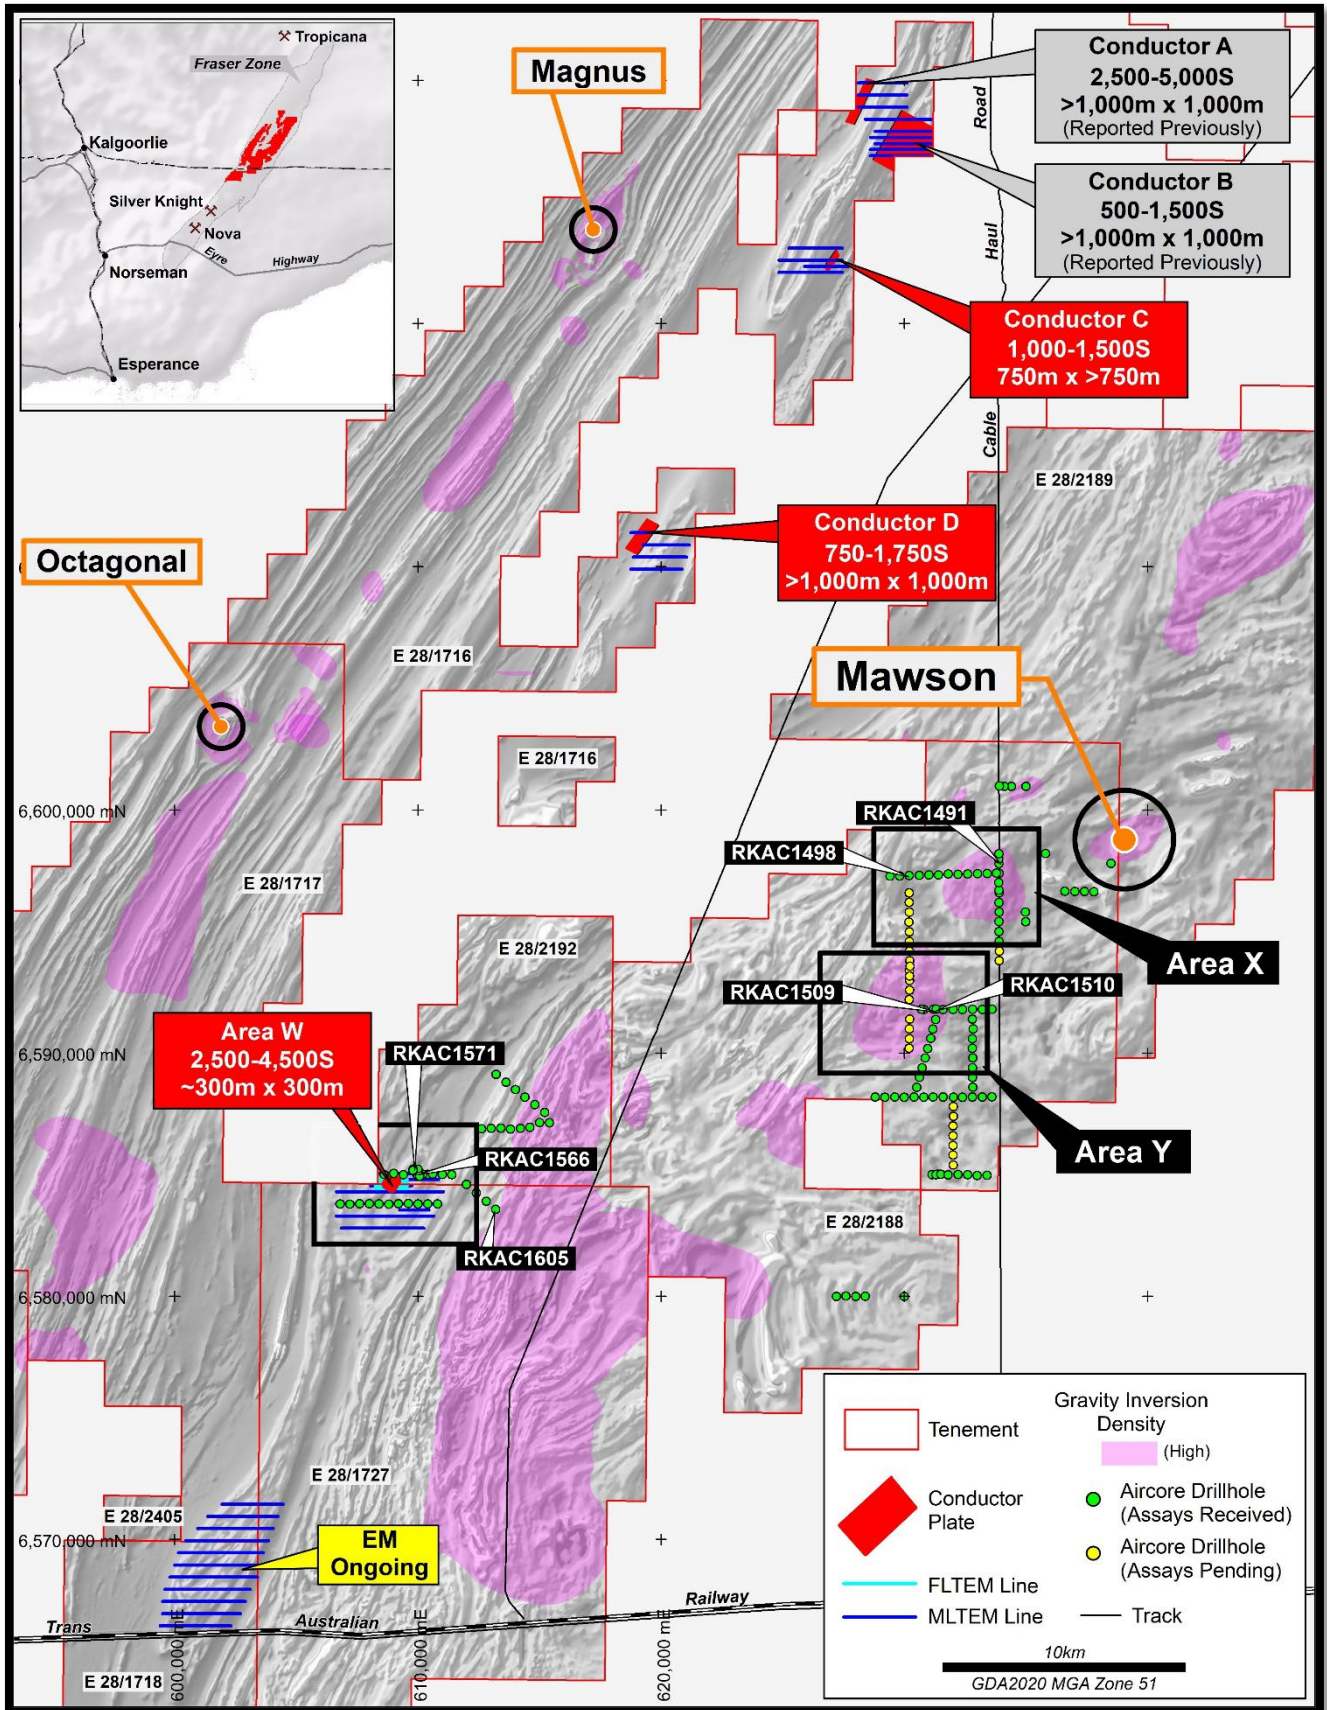 Tropicana
Fraser Zone
Kalgoorlie
Silver Knight
Nova
Eyre
Highway
Norseman
Esperance
Magnus
Conductor A
2,500-5,000S
>1,000m x 1,000m
(Reported Previously)
Road
Conductor B
500-1,500S
>1,000m x 1,000m
(Reported Previously)
Haul
Conductor C
1,000-1,500S
750m x >750m
Cable
E 28/2189
Conductor D
750-1,750S
>1,000m x 1,000m
Octagonal
E 28/1716
Mawson
E 28/1716
6,600,000 mN
RKAC1491
RKAC1498
E 28/1717
E 28/2192
Area X
RKAC1509
RKAC1510
Area W
2,500-4,500S
~300m x 300m
RKAC1571
6,590,000 mN
RKAC1566
Area Y
E 28/2188
RKAC1605
6,580,000 mN
E 28/1727
E 28/2405
6,570,000 mN
EM
Ongoing
Trans
Australian
Railway
E 28/1718
600,000 mE
610,000 mE
620,000 mE
Tenement
Gravity Inversion
Density
(High)
Conductor
Plate
Aircore Drillhole
(Assays Received)
Aircore Drillhole
(Assays Pending)
FLTEM Line
MLTEM Line
Track
10km
GDA2020 MGA Zone 51